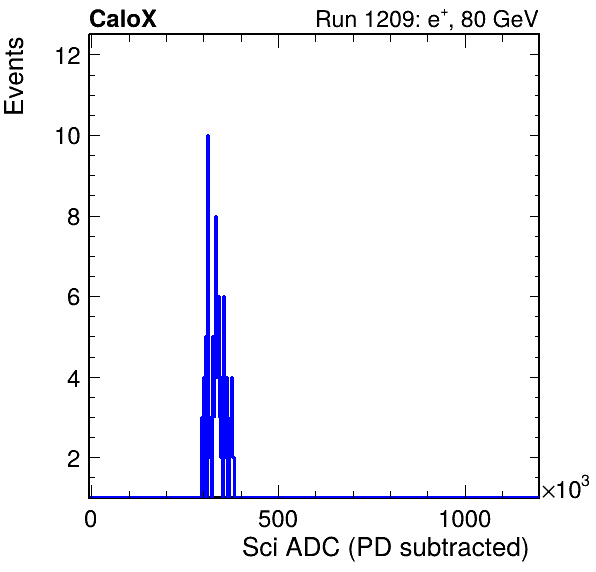 CaloX Run 1209: e⁺, 80 GeV
Events
12
10
8
6
4
2
×10³
0 500 1000
Sci ADC (PD subtracted)